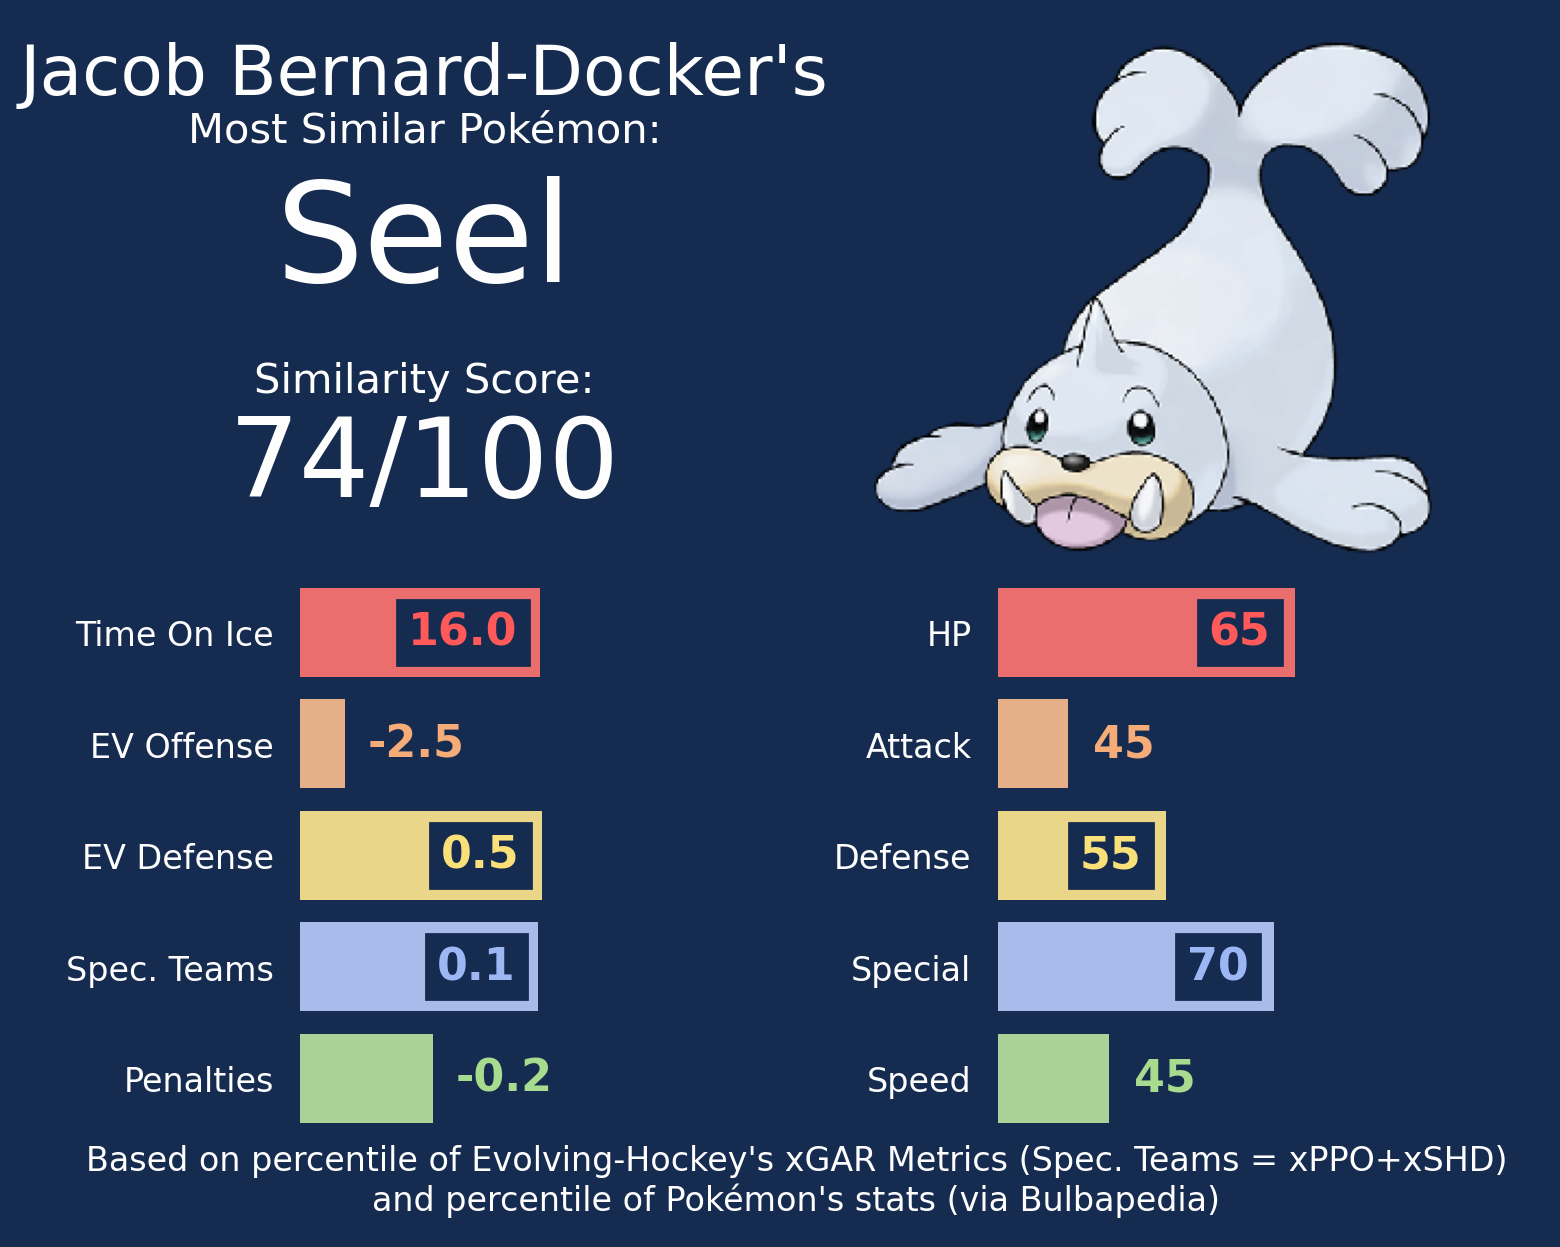 Jacob Bernard-Docker's
Most Similar Pokémon:
Seel
Similarity Score:
74/100
Time On Ice 16.0
EV Offense -2.5
EV Defense 0.5
Spec. Teams 0.1
Penalties -0.2
HP 65
Attack 45
Defense 55
Special 70
Speed 45
Based on percentile of Evolving-Hockey's xGAR Metrics (Spec. Teams = xPPO+xSHD)
and percentile of Pokémon's stats (via Bulbapedia)